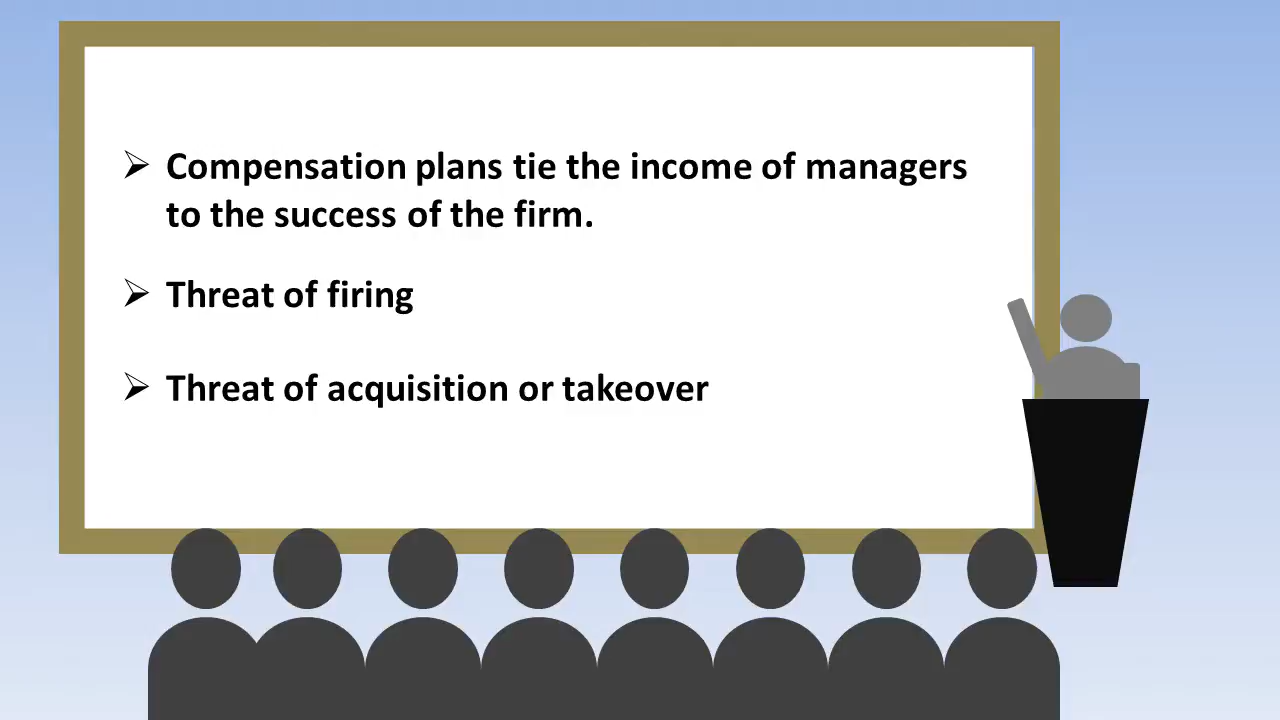 ➢ Compensation plans tie the income of managers
to the success of the firm.
➢ Threat of firing
➢ Threat of acquisition or takeover